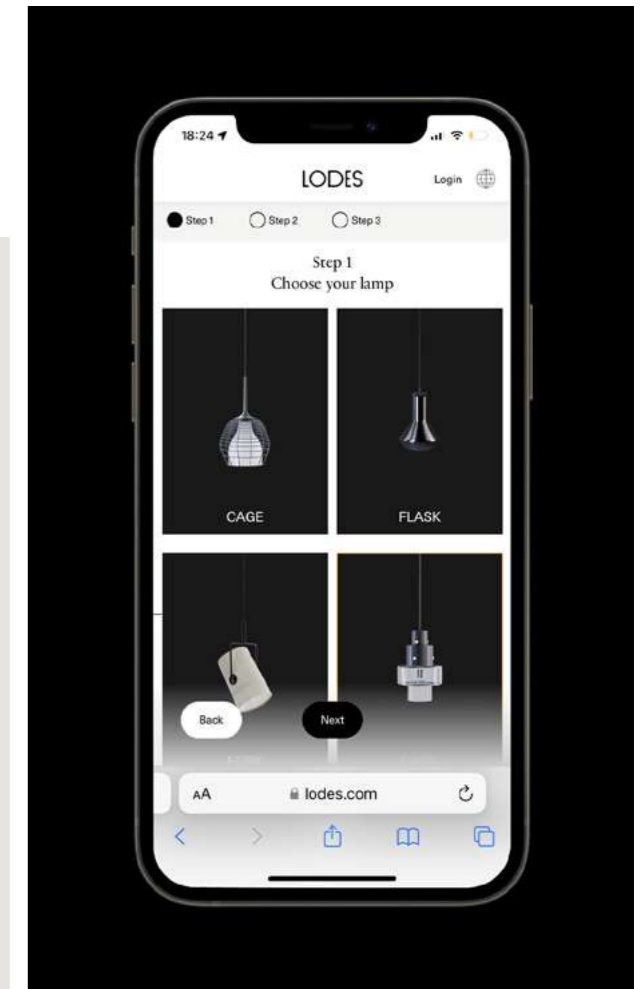 18:24
LODES
Login
Step 1
Step 2
Step 3
Step 1
Choose your lamp
CAGE
FLASK
Back
Next
AA
lodes.com